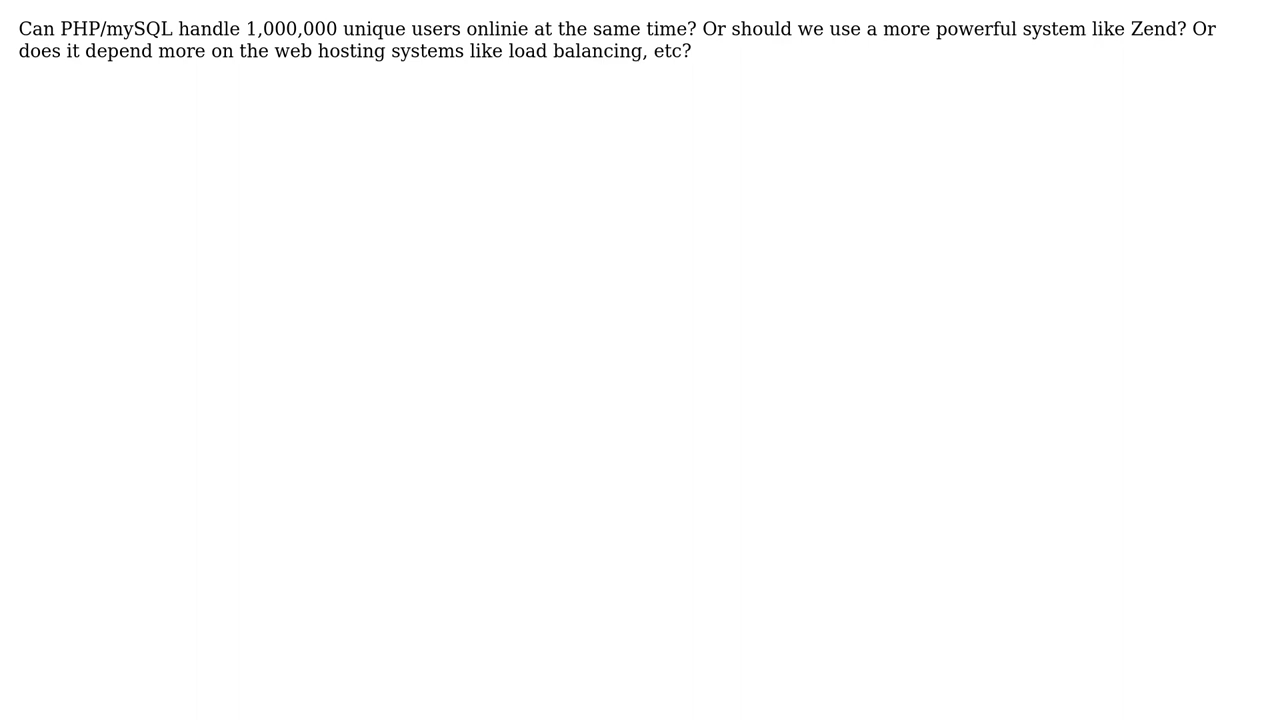 Can PHP/mySQL handle 1,000,000 unique users onlinie at the same time? Or should we use a more powerful system like Zend? Or
does it depend more on the web hosting systems like load balancing, etc?